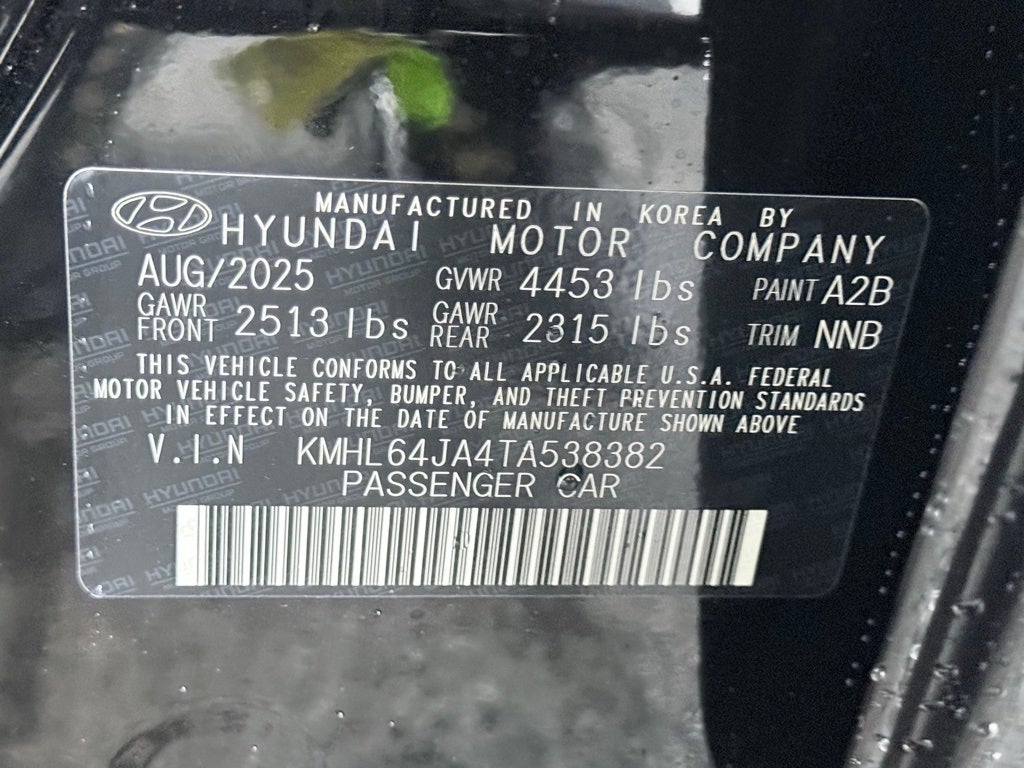 MANUFACTURED IN KOREA BY
HYUNDAI MOTOR COMPANY
AUG/2025 GVWR 4453 lbs PAINT A2B
GAWR FRONT 2513 lbs GAWR REAR 2315 lbs TRIM NNB
THIS VEHICLE CONFORMS TO ALL APPLICABLE U.S.A. FEDERAL
MOTOR VEHICLE SAFETY, BUMPER, AND THEFT PREVENTION STANDARDS
IN EFFECT ON THE DATE OF MANUFACTURE SHOWN ABOVE
V.I.N KMHL64JA4TA538382
PASSENGER CAR